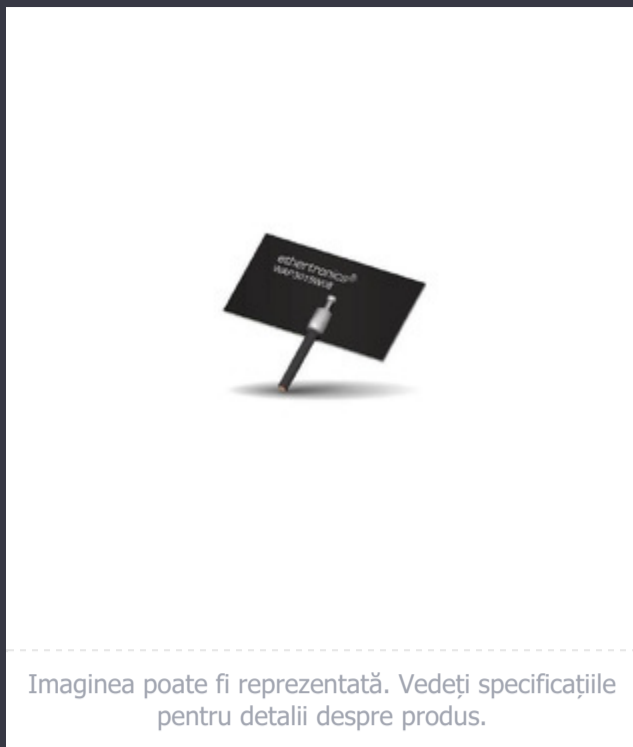 ethertronics®
Imaginea poate fi reprezentată. Vedeți specificațiile
pentru detalii despre produs.